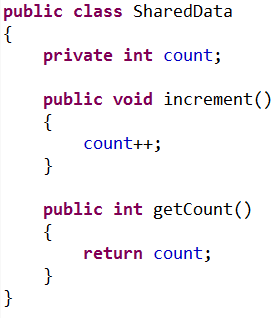 public class SharedData
{
    private int count;

    public void increment()
    {
        count++;
    }

    public int getCount()
    {
        return count;
    }
}